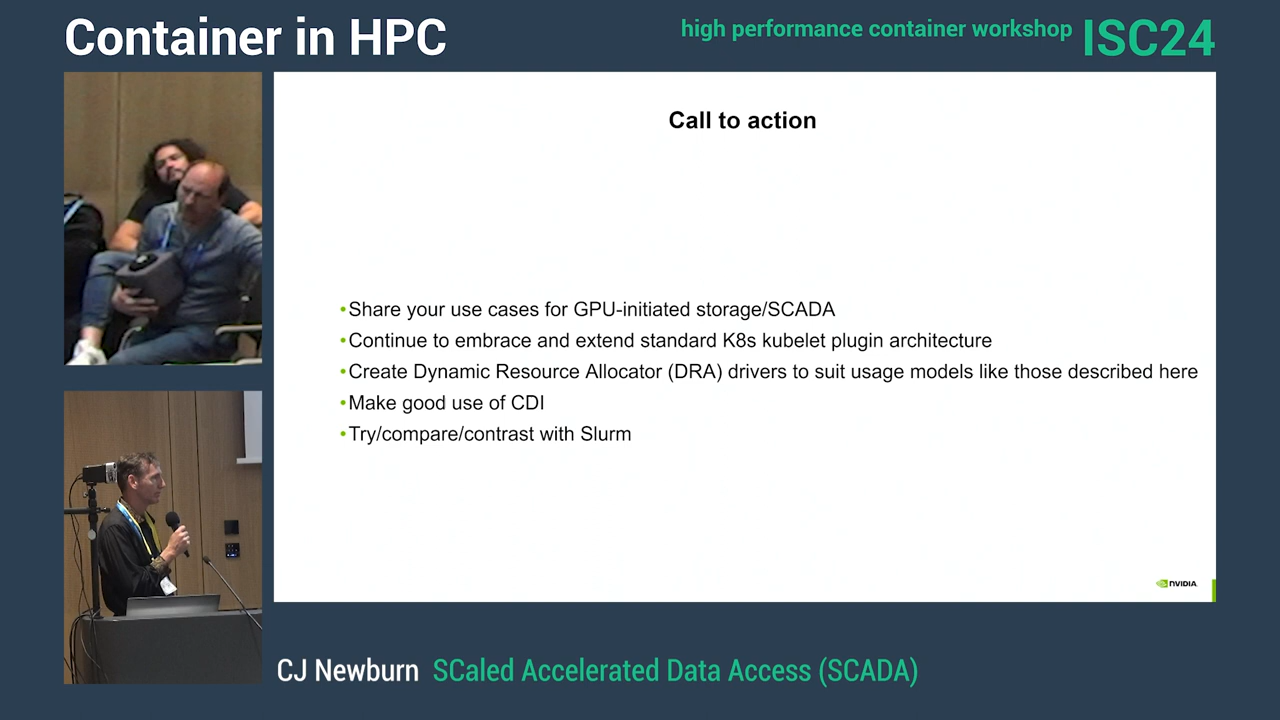 Container in HPC
high performance container workshop ISC24
Call to action
•Share your use cases for GPU-initiated storage/SCADA
•Continue to embrace and extend standard K8s kubelet plugin architecture
•Create Dynamic Resource Allocator (DRA) drivers to suit usage models like those described here
•Make good use of CDI
•Try/compare/contrast with Slurm
NVIDIA
CJ Newburn SCaled Accelerated Data Access (SCADA)